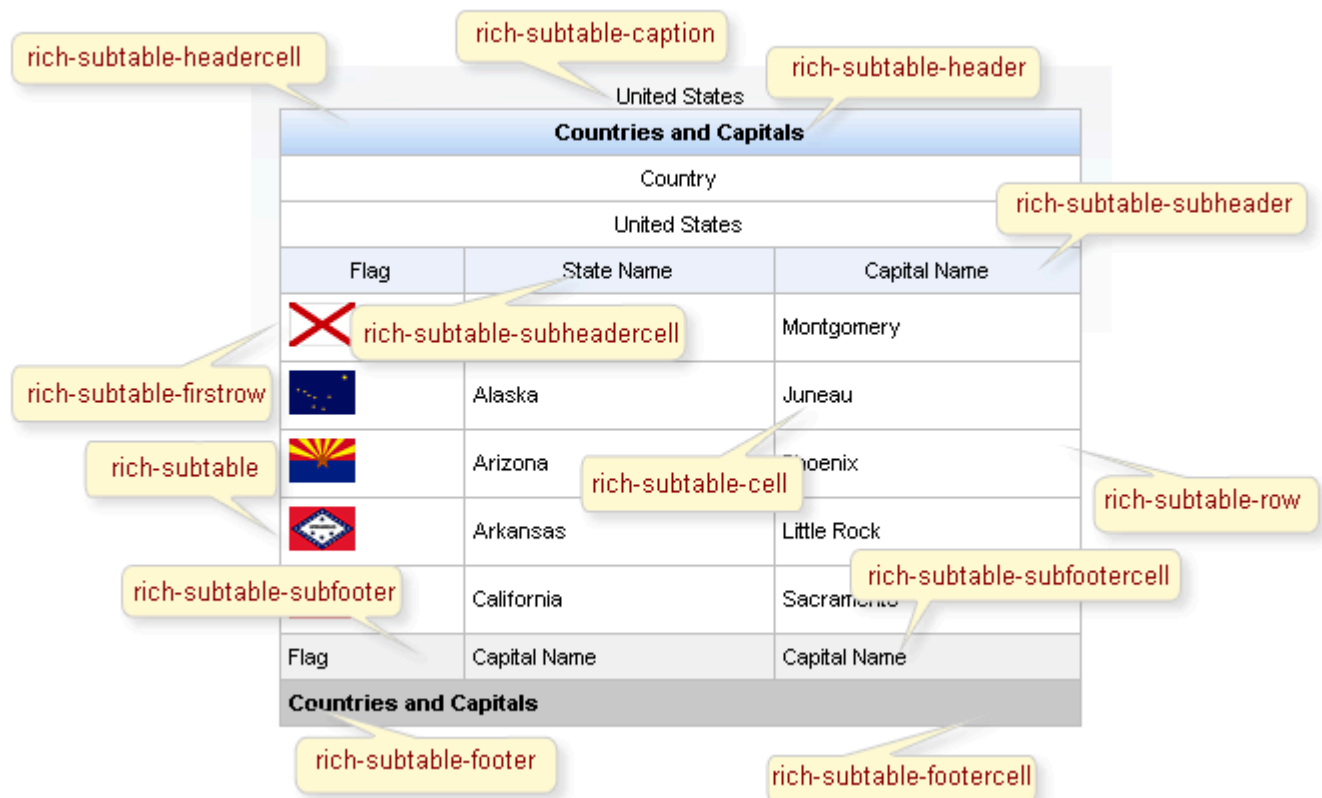 rich-subtable-caption
rich-subtable-headercell
rich-subtable-header
United States
Countries and Capitals
Country
rich-subtable-subheader
United States
Flag State Name Capital Name
rich-subtable-subheadercell
Montgomery
rich-subtable-firstrow
Alaska Juneau
rich-subtable
Arizona
rich-subtable-cell
rich-subtable-row
Arkansas Little Rock
rich-subtable-subfootercell
rich-subtable-subfooter
California
Flag Capital Name Capital Name
Countries and Capitals
rich-subtable-footer
rich-subtable-footercell